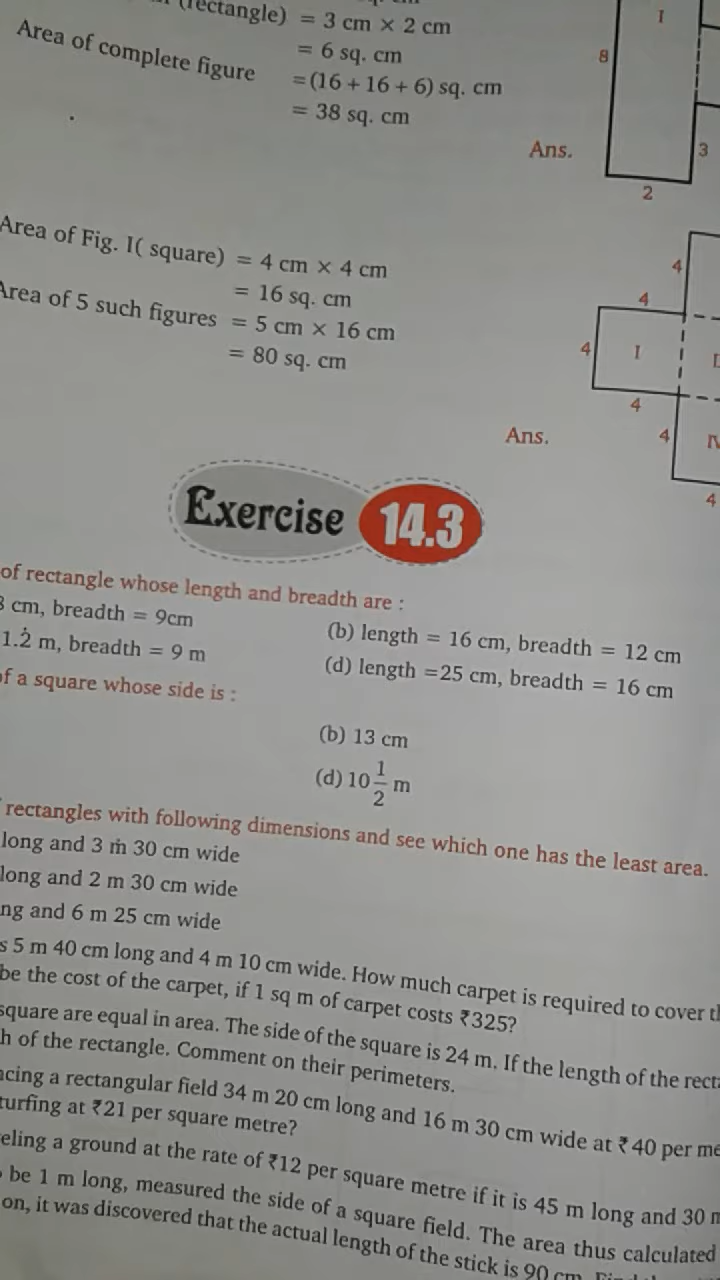 (rectangle) = 3 cm × 2 cm
= 6 sq. cm
Area of complete figure = (16 + 16 + 6) sq. cm
= 38 sq. cm
Ans.
I
8
3
2
Area of Fig. I( square) = 4 cm × 4 cm
= 16 sq. cm
Area of 5 such figures = 5 cm × 16 cm
= 80 sq. cm
Ans.
4
4
4
I
4
4
IV
4
Exercise 14.3
of rectangle whose length and breadth are :
cm, breadth = 9cm
(b) length = 16 cm, breadth = 12 cm
1.2 m, breadth = 9 m
(d) length =25 cm, breadth = 16 cm
of a square whose side is :
(b) 13 cm
(d) 10 1/2 m
rectangles with following dimensions and see which one has the least area.
long and 3 m 30 cm wide
long and 2 m 30 cm wide
ng and 6 m 25 cm wide
s 5 m 40 cm long and 4 m 10 cm wide. How much carpet is required to cover
be the cost of the carpet, if 1 sq m of carpet costs ₹325?
square are equal in area. The side of the square is 24 m. If the length of the
h of the rectangle. Comment on their perimeters.
cing a rectangular field 34 m 20 cm long and 16 m 30 cm wide at ₹40 per
turfing at ₹21 per square metre?
eling a ground at the rate of ₹12 per square metre if it is 45 m long and 30
be 1 m long, measured the side of a square field. The area thus calculated
on, it was discovered that the actual length of the stick is 90 cm.